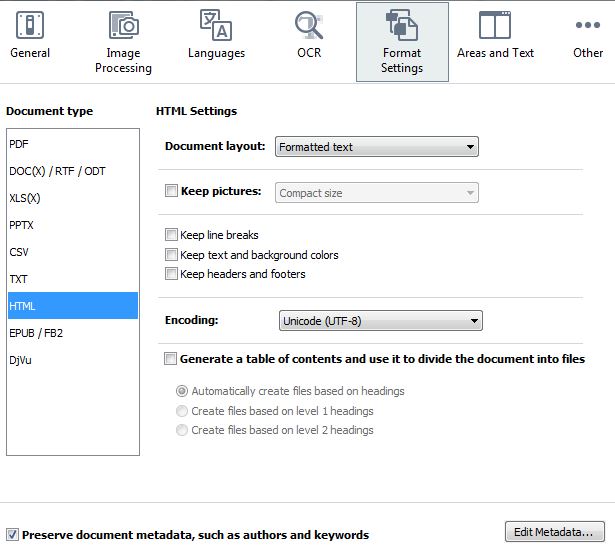 General
Image
Processing
Languages
OCR
Format
Settings
Areas and Text
Other
Document type
HTML Settings
PDF
DOC(X) / RTF / ODT
XLS(X)
PPTX
CSV
TXT
HTML
EPUB / FB2
DjVu
Document layout: Formatted text
Keep pictures: Compact size
Keep line breaks
Keep text and background colors
Keep headers and footers
Encoding: Unicode (UTF-8)
Generate a table of contents and use it to divide the document into files
Automatically create files based on headings
Create files based on level 1 headings
Create files based on level 2 headings
Preserve document metadata, such as authors and keywords
Edit Metadata...